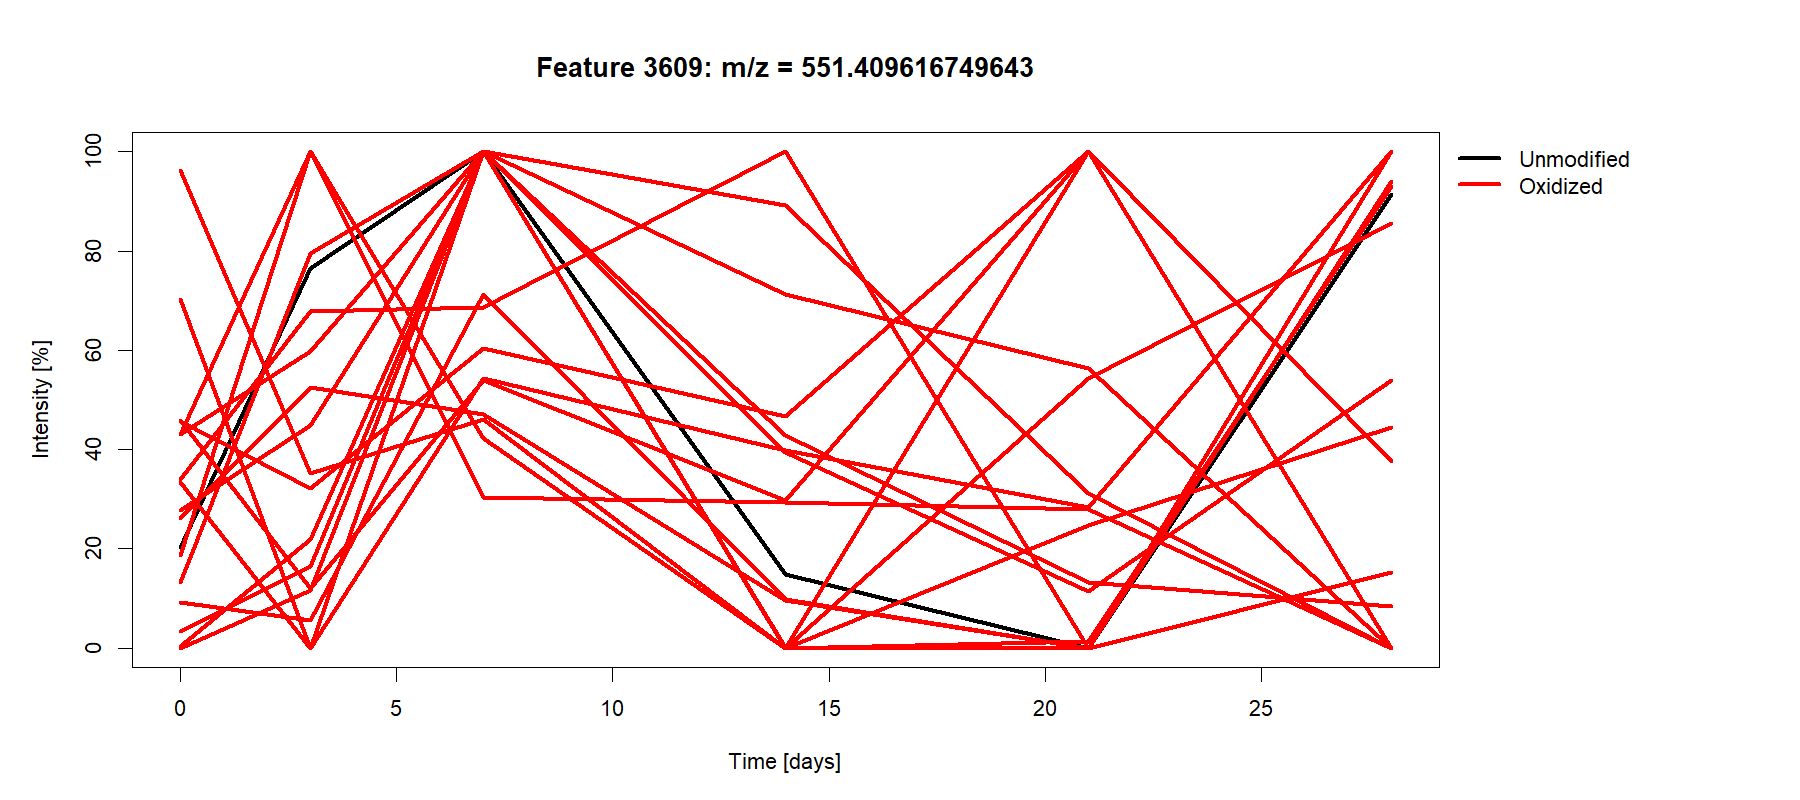 Feature 3609: m/z = 551.409616749643
Unmodified
Oxidized
Intensity [%]
100
80
60
40
20
0
0 5 10 15 20 25
Time [days]